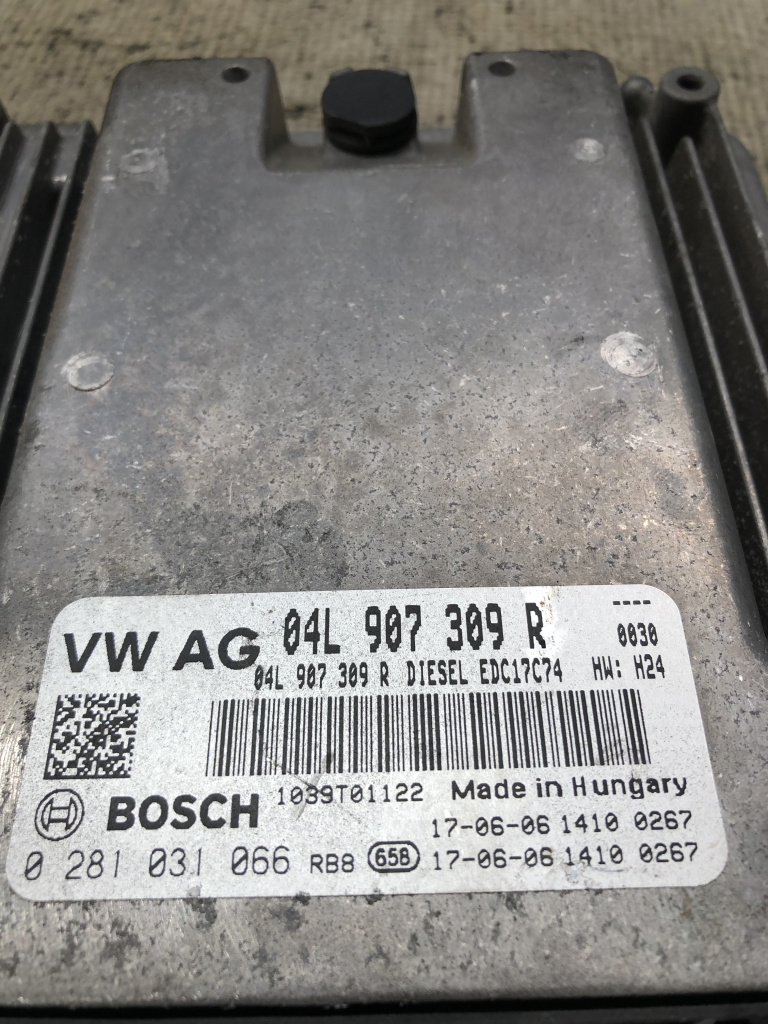 VW AG 04L 907 309 R ----
0030
04L 907 309 R DIESEL EDC17C74 HW: H24
BOSCH 1039T01122 Made in Hungary
17-06-06 1410 0267
0 281 031 066 RB8 658 17-06-06 1410 0267